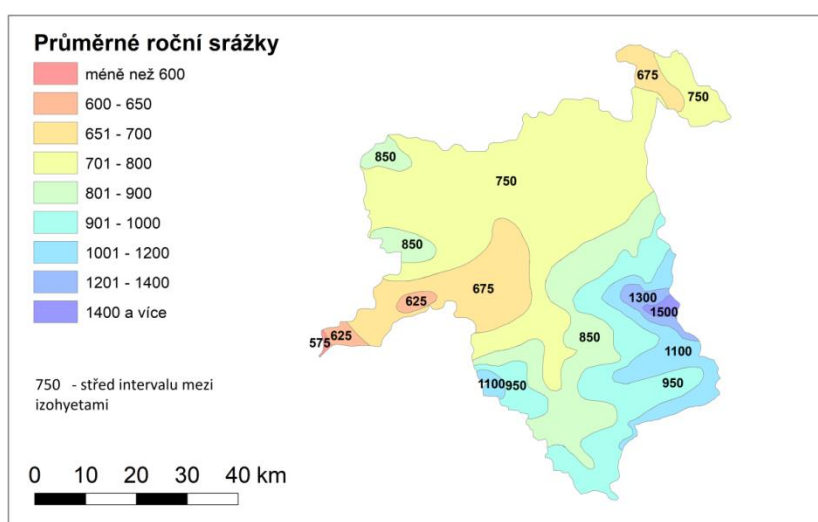 Průměrné roční srážky
méně než 600
600 - 650
651 - 700
701 - 800
801 - 900
901 - 1000
1001 - 1200
1201 - 1400
1400 a více
750 - střed intervalu mezi
izohyetami
0 10 20 30 40 km
675
750
850
750
850
675
625
625
575
1300
1500
850
1100
950
1100
950